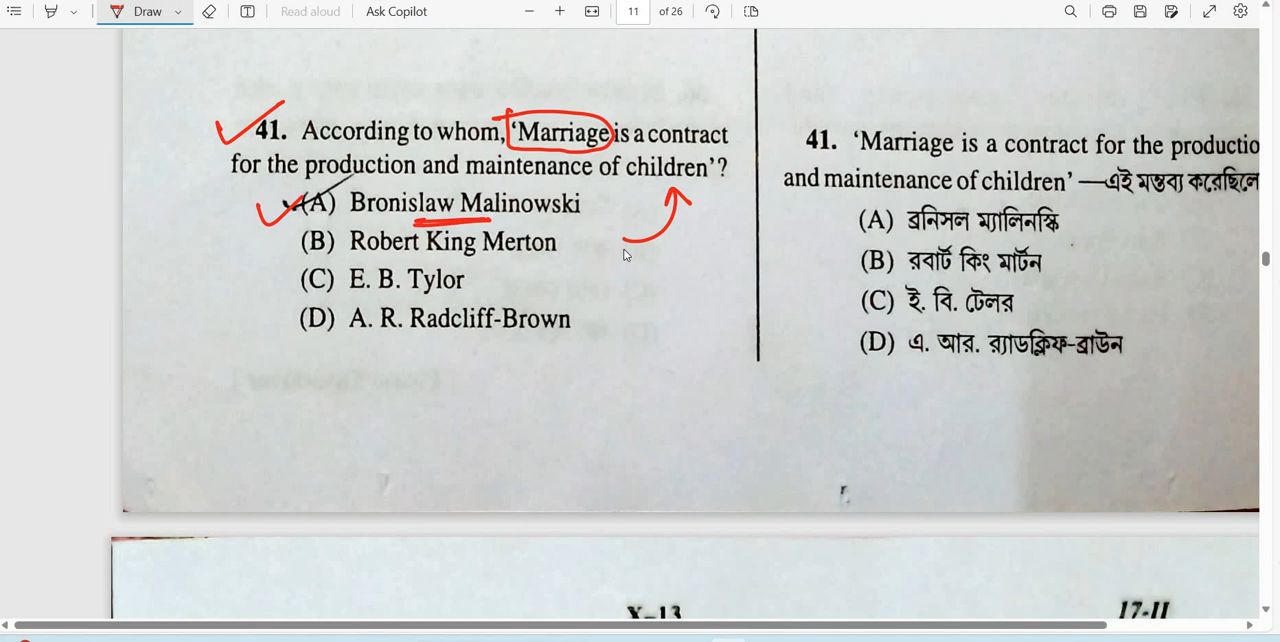 Draw
Read aloud
Ask Copilot
11 of 26
41. According to whom, ‘Marriage is a contract
for the production and maintenance of children’?
(A) Bronislaw Malinowski
(B) Robert King Merton
(C) E. B. Tylor
(D) A. R. Radcliff-Brown
41. ‘Marriage is a contract for the productio
and maintenance of children’ —এই মন্তব্য করেছিলে
(A) ব্রনিসল ম্যালিনস্কি
(B) রবার্ট কিং মার্টন
(C) ই. বি. টেলর
(D) এ. আর. র‍্যাডক্লিফ-ব্রাউন
X–13
17-II